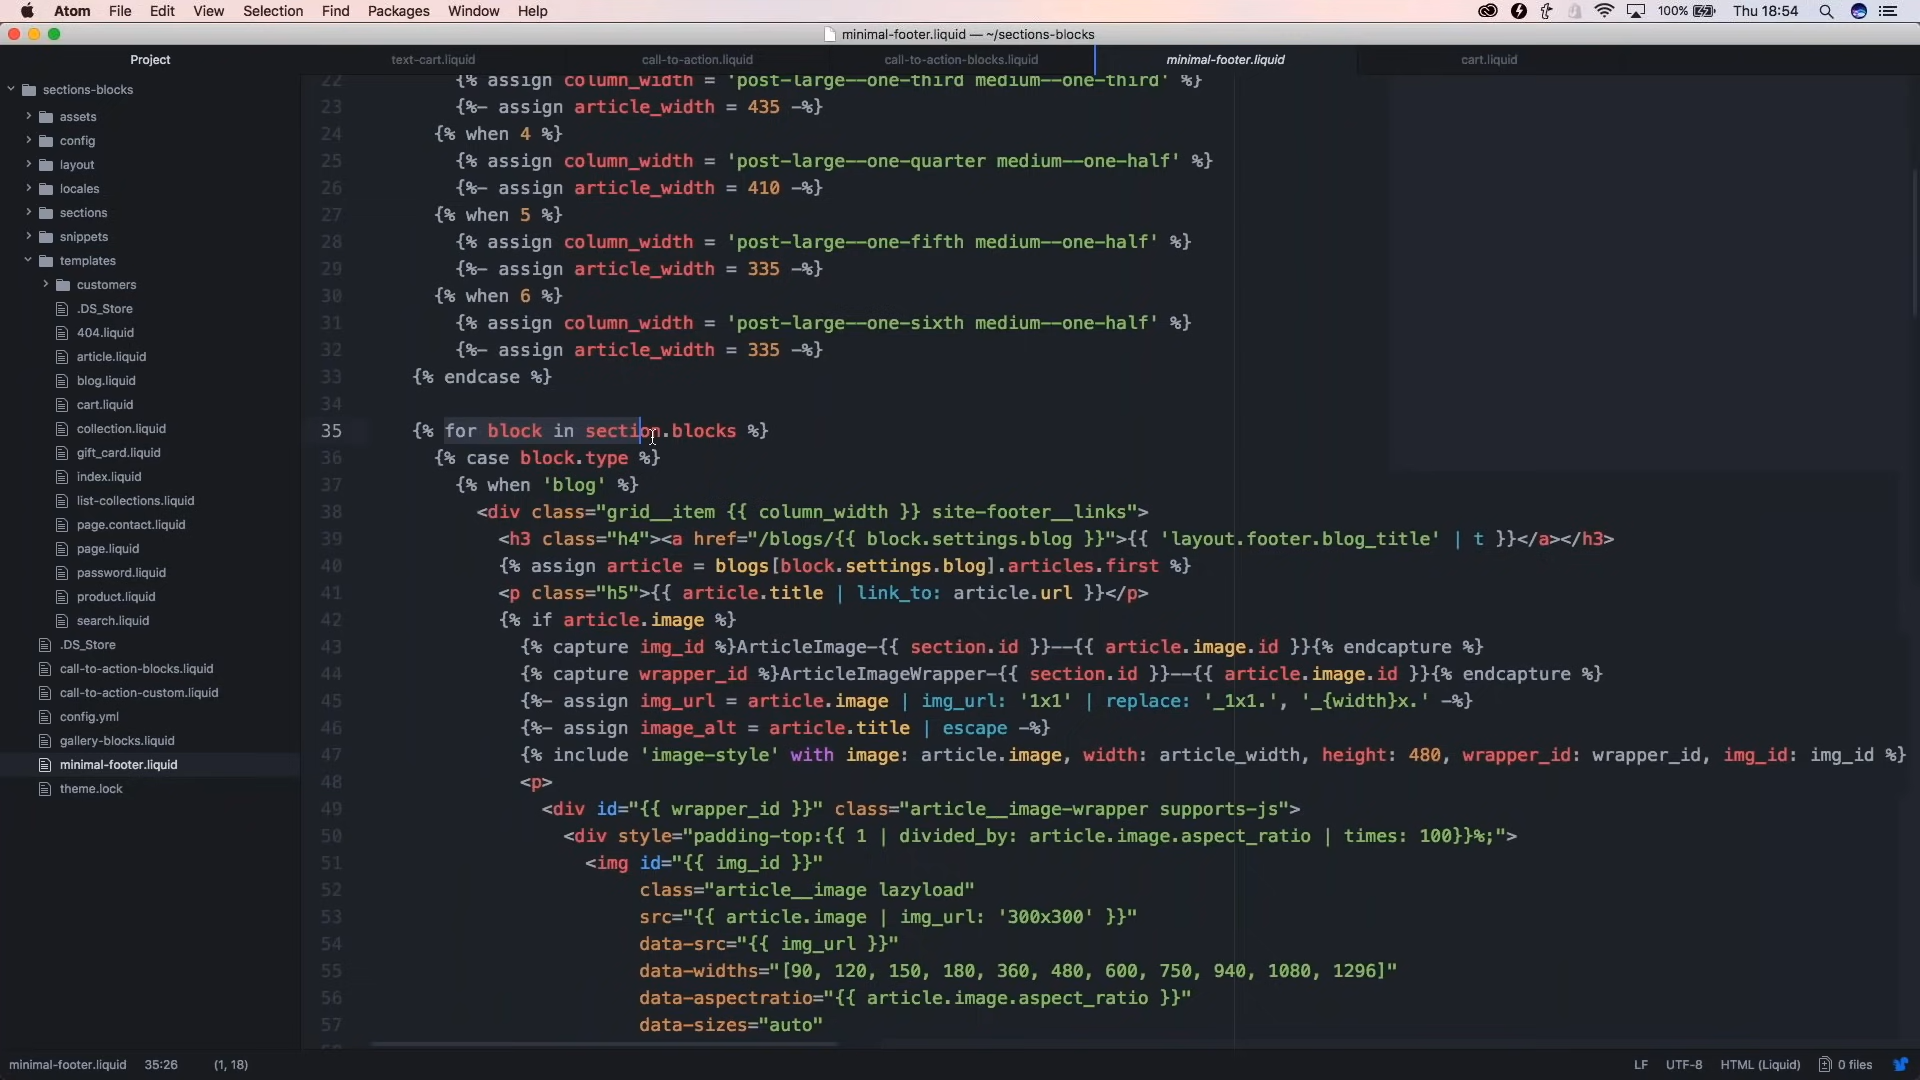 Atom File Edit View Selection Find Packages Window Help 100% Thu 18:54
minimal-footer.liquid — ~/sections-blocks
Project text-cart.liquid call-to-action.liquid call-to-action-blocks.liquid minimal-footer.liquid cart.liquid
sections-blocks
assets
config
layout
locales
sections
snippets
templates
customers
.DS_Store
404.liquid
article.liquid
blog.liquid
cart.liquid
collection.liquid
gift_card.liquid
index.liquid
list-collections.liquid
page.contact.liquid
page.liquid
password.liquid
product.liquid
search.liquid
.DS_Store
call-to-action-blocks.liquid
call-to-action-custom.liquid
config.yml
gallery-blocks.liquid
minimal-footer.liquid
theme.lock
22 {% assign column_width = 'post-large--one-third medium--one-third' %}
23 {%- assign article_width = 435 -%}
24 {% when 4 %}
25 {% assign column_width = 'post-large--one-quarter medium--one-half' %}
26 {%- assign article_width = 410 -%}
27 {% when 5 %}
28 {% assign column_width = 'post-large--one-fifth medium--one-half' %}
29 {%- assign article_width = 335 -%}
30 {% when 6 %}
31 {% assign column_width = 'post-large--one-sixth medium--one-half' %}
32 {%- assign article_width = 335 -%}
33 {% endcase %}
34
35 {% for block in section.blocks %}
36 {% case block.type %}
37 {% when 'blog' %}
38 <div class="grid__item {{ column_width }} site-footer__links">
39 <h3 class="h4"><a href="/blogs/{{ block.settings.blog }}">{{ 'layout.footer.blog_title' | t }}</a></h3>
40 {% assign article = blogs[block.settings.blog].articles.first %}
41 <p class="h5">{{ article.title | link_to: article.url }}</p>
42 {% if article.image %}
43 {% capture img_id %}ArticleImage-{{ section.id }}--{{ article.image.id }}{% endcapture %}
44 {% capture wrapper_id %}ArticleImageWrapper-{{ section.id }}--{{ article.image.id }}{% endcapture %}
45 {%- assign img_url = article.image | img_url: '1x1' | replace: '_1x1.', '_{width}x.' -%}
46 {%- assign image_alt = article.title | escape -%}
47 {% include 'image-style' with image: article.image, width: article_width, height: 480, wrapper_id: wrapper_id, img_id: img_id %}
48 <p>
49 <div id="{{ wrapper_id }}" class="article__image-wrapper supports-js">
50 <div style="padding-top:{{ 1 | divided_by: article.image.aspect_ratio | times: 100}}%;">
51 <img id="{{ img_id }}"
52 class="article__image lazyload"
53 src="{{ article.image | img_url: '300x300' }}"
54 data-src="{{ img_url }}"
55 data-widths="[90, 120, 150, 180, 360, 480, 600, 750, 940, 1080, 1296]"
56 data-aspectratio="{{ article.image.aspect_ratio }}"
57 data-sizes="auto"
minimal-footer.liquid 35:26 (1, 18) LF UTF-8 HTML (Liquid) 0 files